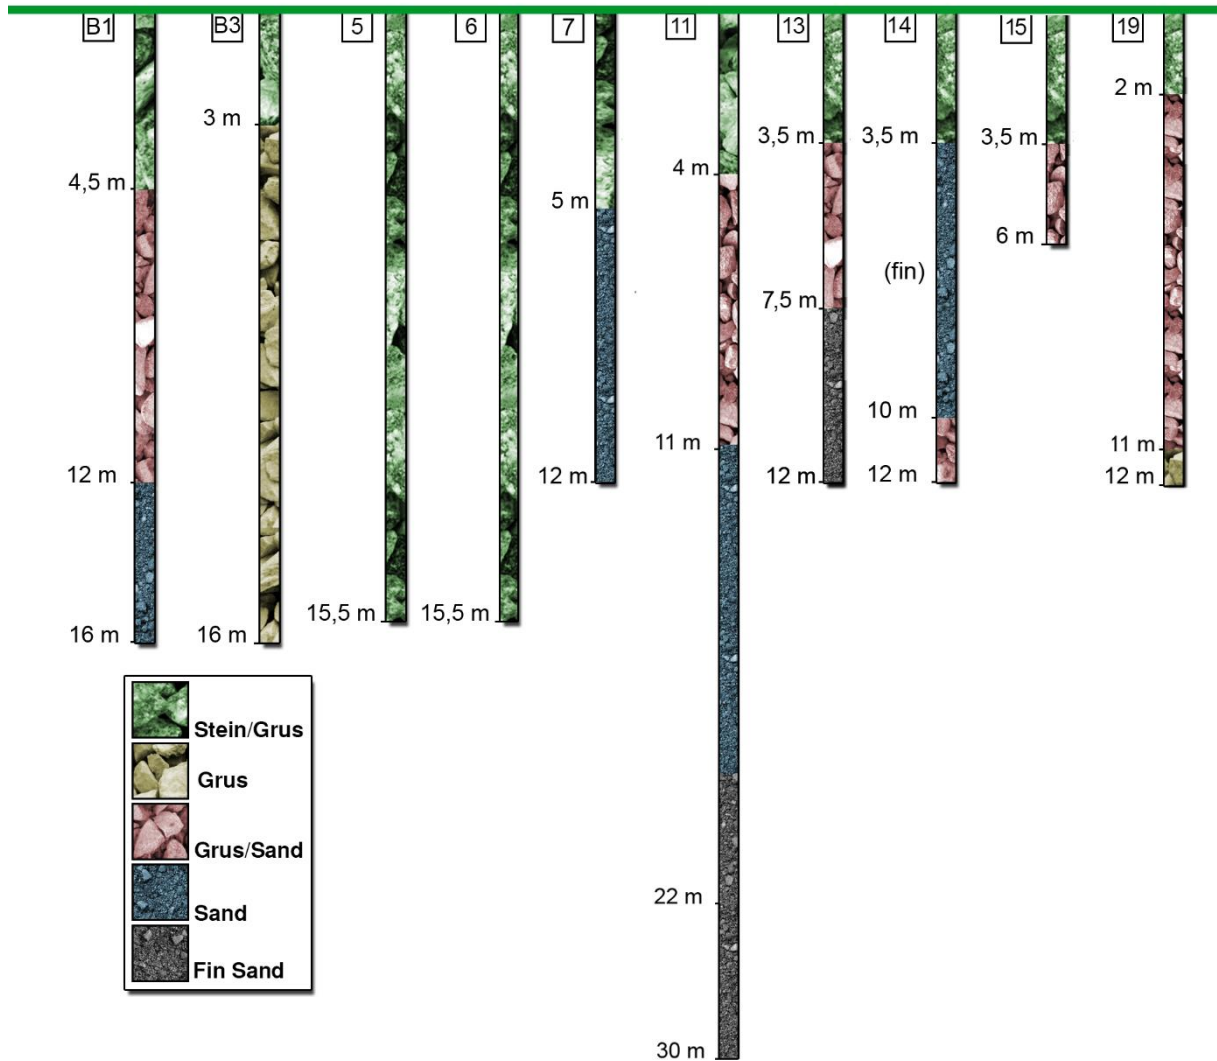 B1
B3
5
6
7
11
13
14
15
19
4,5 m
12 m
16 m
3 m
16 m
15,5 m
15,5 m
5 m
12 m
4 m
11 m
22 m
30 m
3,5 m
7,5 m
12 m
3,5 m
(fin)
10 m
12 m
3,5 m
6 m
2 m
11 m
12 m
Stein/Grus
Grus
Grus/Sand
Sand
Fin Sand